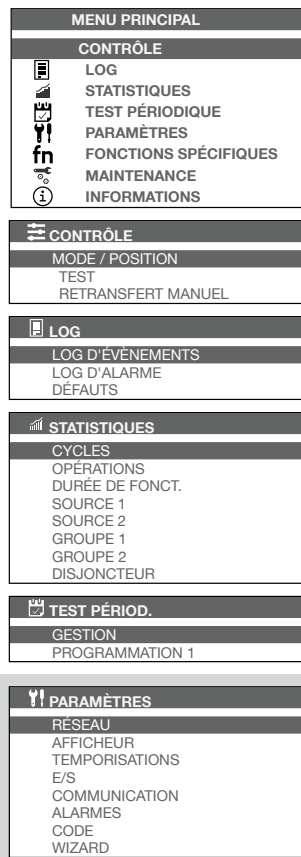 MENU PRINCIPAL
CONTRÔLE
LOG
STATISTIQUES
TEST PÉRIODIQUE
PARAMÈTRES
fn FONCTIONS SPÉCIFIQUES
MAINTENANCE
i INFORMATIONS
CONTRÔLE
MODE / POSITION
TEST
RETRANSFERT MANUEL
LOG
LOG D'ÉVÈNEMENTS
LOG D'ALARME
DÉFAUTS
STATISTIQUES
CYCLES
OPÉRATIONS
DURÉE DE FONCT.
SOURCE 1
SOURCE 2
GROUPE 1
GROUPE 2
DISJONCTEUR
TEST PÉRIOD.
GESTION
PROGRAMMATION 1
PARAMÈTRES
RÉSEAU
AFFICHEUR
TEMPORISATIONS
E/S
COMMUNICATION
ALARMES
CODE
WIZARD